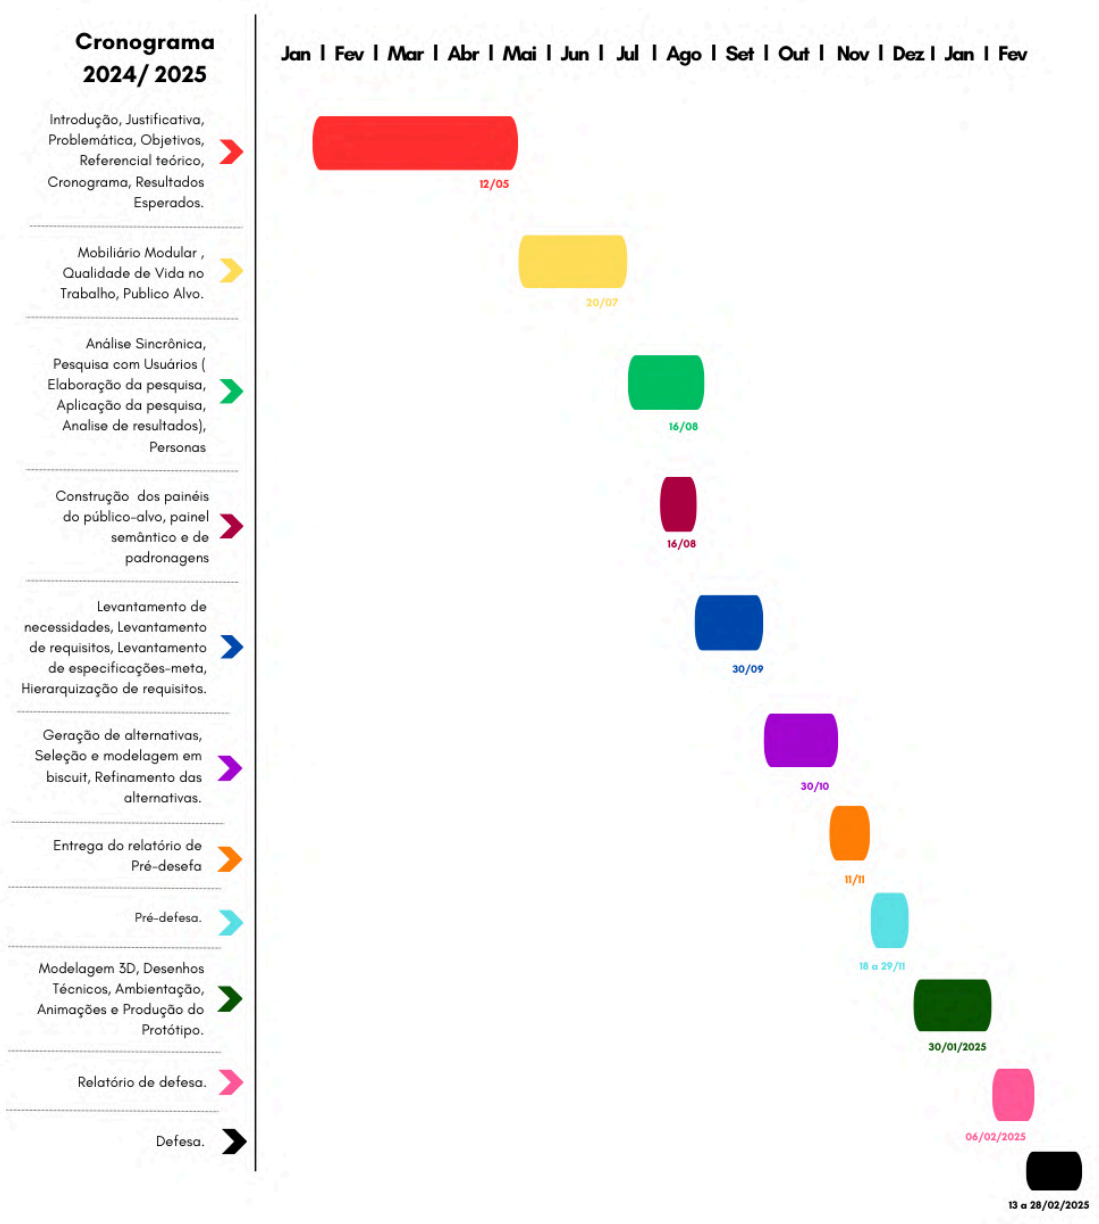 Cronograma
2024/ 2025
Jan | Fev | Mar | Abr | Mai | Jun | Jul | Ago | Set | Out | Nov | Dez | Jan | Fev
Introdução, Justificativa,
Problemática, Objetivos,
Referencial teórico,
Cronograma, Resultados
Esperados.
12/05
Mobiliário Modular ,
Qualidade de Vida no
Trabalho, Publico Alvo.
20/07
Análise Sincrônica,
Pesquisa com Usuários (
Elaboração da pesquisa,
Aplicação da pesquisa,
Analise de resultados),
Personas
16/08
Construção dos painéis
do público-alvo, painel
semântico e de
padronagens
16/08
Levantamento de
necessidades, Levantamento
de requisitos, Levantamento
de especificações-meta,
Hierarquização de requisitos.
30/09
Geração de alternativas,
Seleção e modelagem em
biscuit, Refinamento das
alternativas.
30/10
Entrega do relatório de
Pré-desefa
11/11
Pré-defesa.
18 a 29/11
Modelagem 3D, Desenhos
Técnicos, Ambientação,
Animações e Produção do
Protótipo.
30/01/2025
Relatório de defesa.
06/02/2025
Defesa.
13 a 28/02/2025